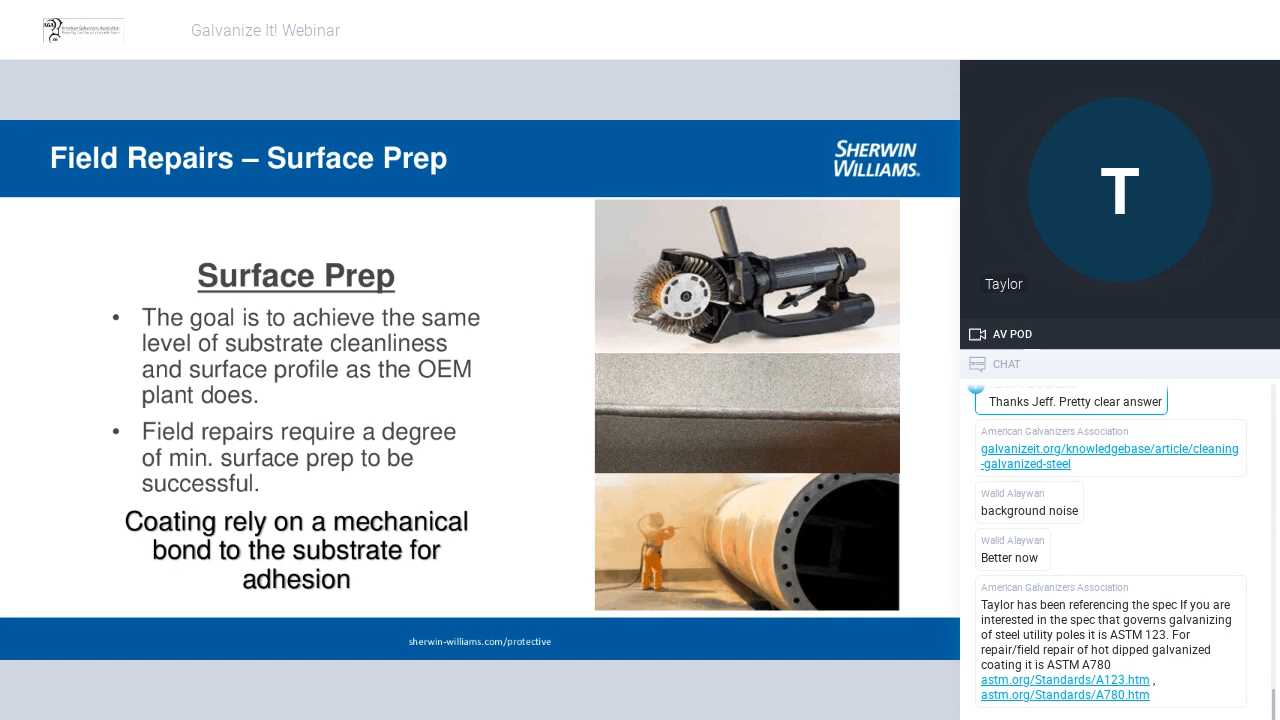 American Galvanizers Association
Galvanize It! Webinar
Field Repairs – Surface Prep
SHERWIN
WILLIAMS.
Surface Prep
• The goal is to achieve the same
level of substrate cleanliness
and surface profile as the OEM
plant does.
• Field repairs require a degree
of min. surface prep to be
successful.
Coating rely on a mechanical
bond to the substrate for
adhesion
sherwin-williams.com/protective
T
Taylor
AV POD
CHAT
Thanks Jeff. Pretty clear answer
American Galvanizers Association
galvanizeit.org/knowledgebase/article/cleaning
-galvanized-steel
Walid Alaywan
background noise
Walid Alaywan
Better now
American Galvanizers Association
Taylor has been referencing the spec If you are
interested in the spec that governs galvanizing
of steel utility poles it is ASTM 123. For
repair/field repair of hot dipped galvanized
coating it is ASTM A780
astm.org/Standards/A123.htm ,
astm.org/Standards/A780.htm